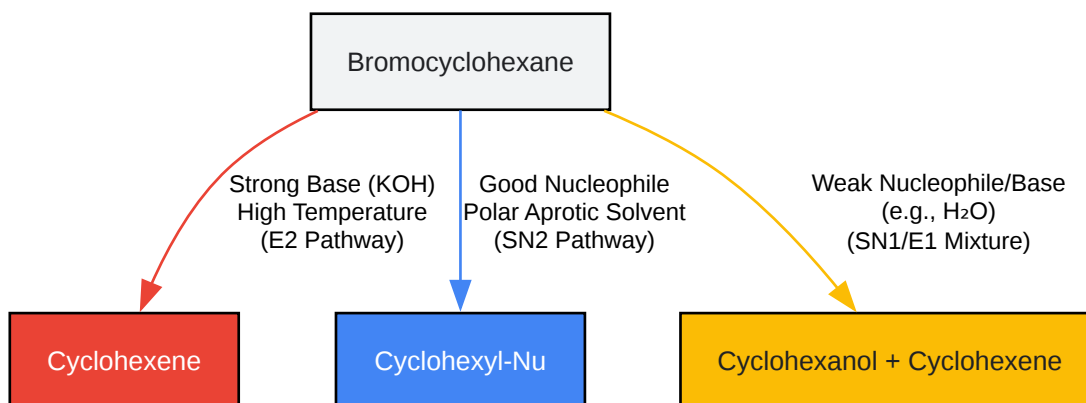 Bromocyclohexane
Strong Base (KOH)
High Temperature
(E2 Pathway)
Good Nucleophile
Polar Aprotic Solvent
(SN2 Pathway)
Weak Nucleophile/Base
(e.g., H₂O)
(SN1/E1 Mixture)
Cyclohexene
Cyclohexyl-Nu
Cyclohexanol + Cyclohexene